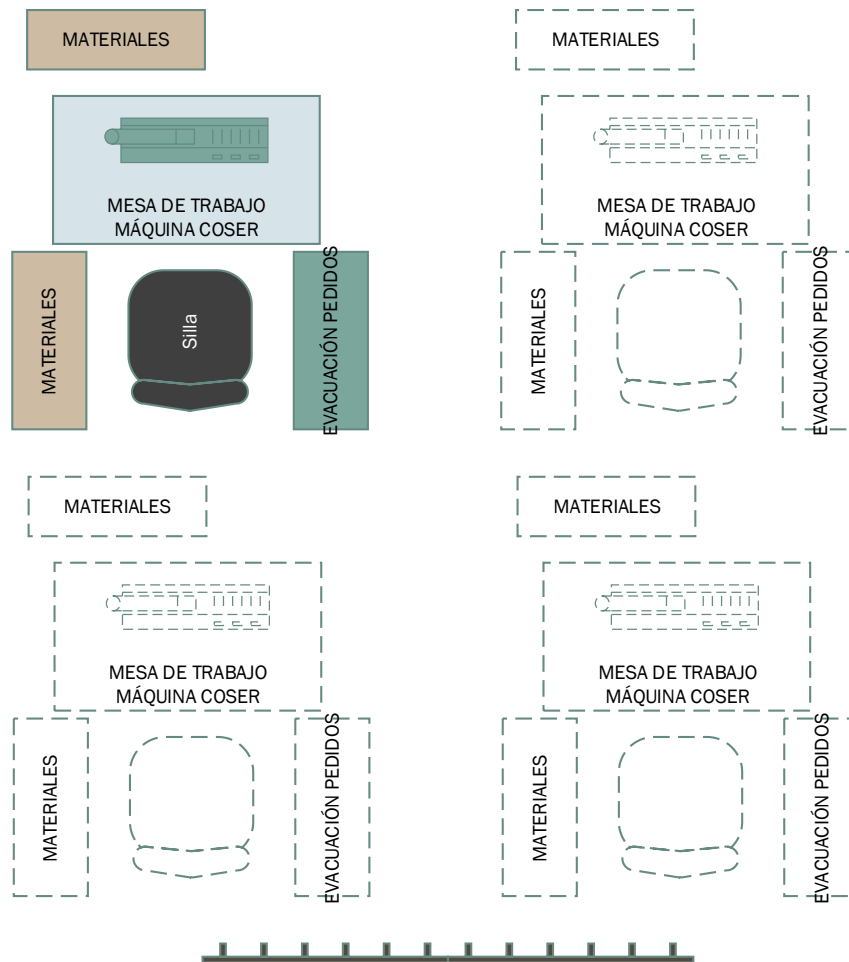 MATERIALES
MATERIALES
MESA DE TRABAJO
MÁQUINA COSER
MESA DE TRABAJO
MÁQUINA COSER
MATERIALES
Silla
EVACUACIÓN PEDIDOS
MATERIALES
EVACUACIÓN PEDIDOS
MATERIALES
MATERIALES
MESA DE TRABAJO
MÁQUINA COSER
MESA DE TRABAJO
MÁQUINA COSER
MATERIALES
EVACUACIÓN PEDIDOS
MATERIALES
EVACUACIÓN PEDIDOS